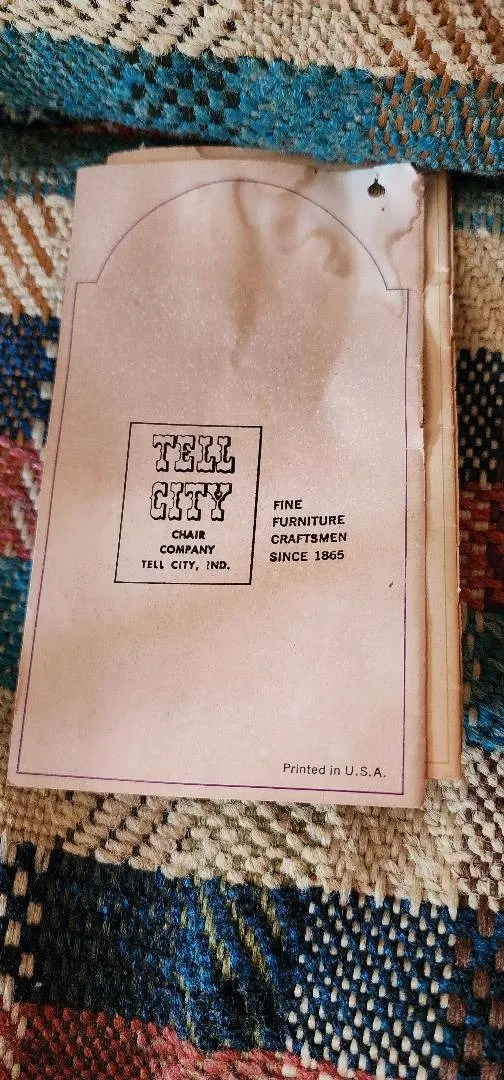 TELL
CITY
CHAIR
COMPANY
TELL CITY, IND.
FINE
FURNITURE
CRAFTSMEN
SINCE 1865
Printed in U.S.A.